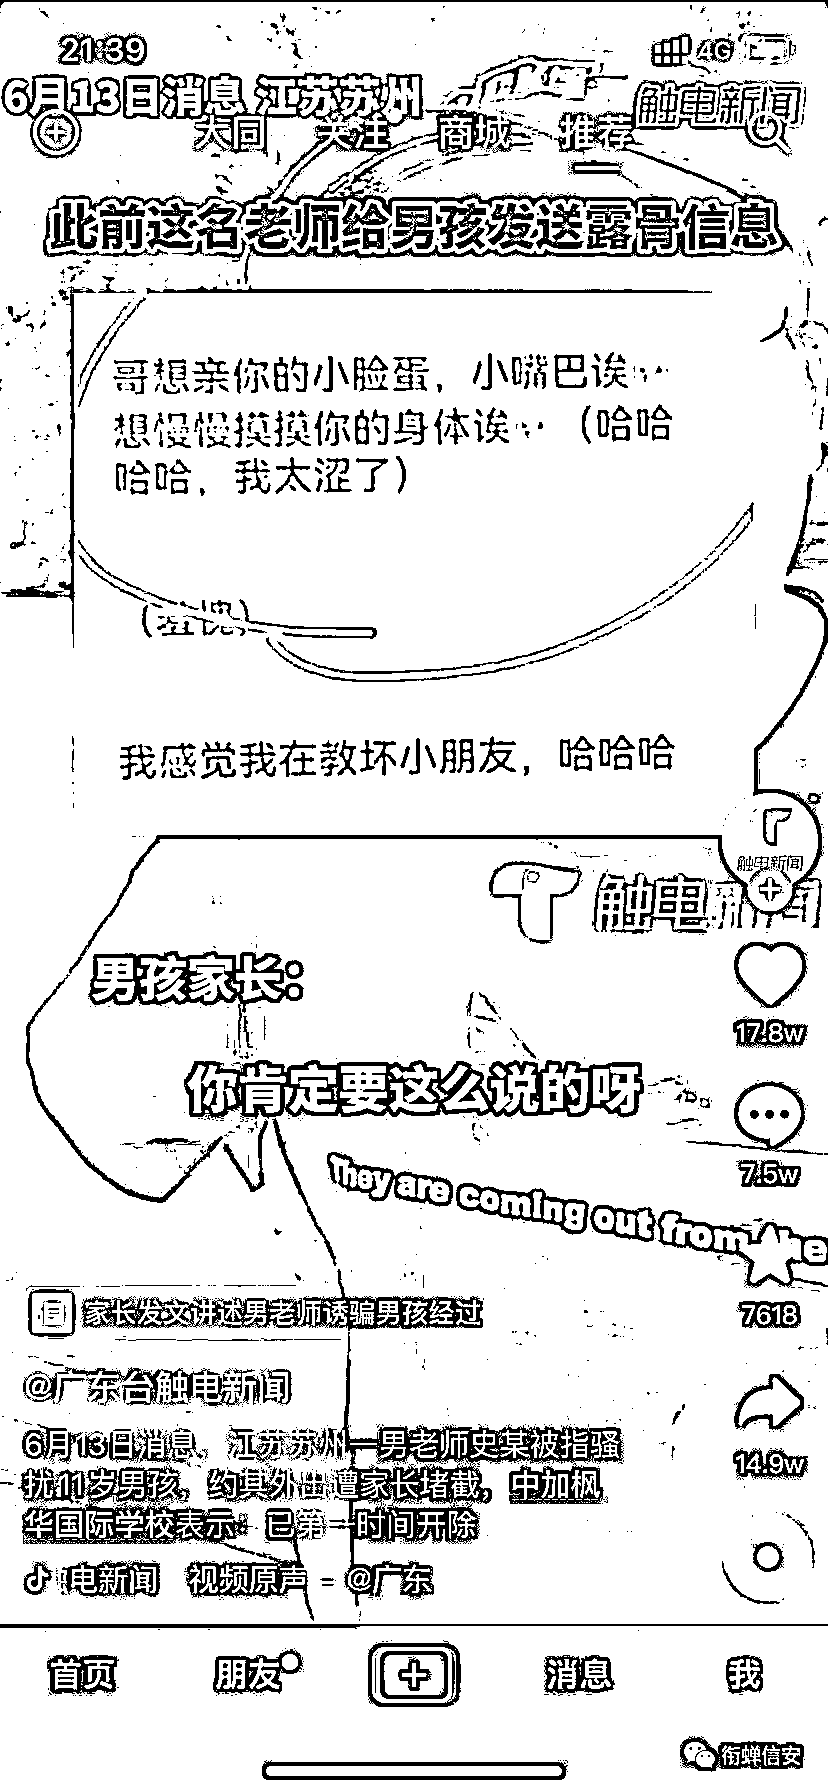 21:39
4G
6月13日消息 江苏苏州
触电新闻
大同 关注 商城 推荐
此前这名老师给男孩发送露骨信息
哥想亲你的小脸蛋，小嘴巴诶··
想慢慢摸摸你的身体诶··（哈哈
哈哈，我太涩了）
（羞愧）
我感觉我在教坏小朋友，哈哈哈
触电新闻
触电新闻
男孩家长：
17.8w
你肯定要这么说的呀
7.5w
They are coming out from the
家长发文讲述男老师诱骗男孩经过
7618
@广东台触电新闻
6月13日消息，江苏苏州一男老师史某被指骚
扰11岁男孩，约其外出遭家长堵截，中加枫
华国际学校表示：已第一时间开除
14.9w
电新闻 视频原声 - @广东
首页 朋友 消息 我
衔蝉信安